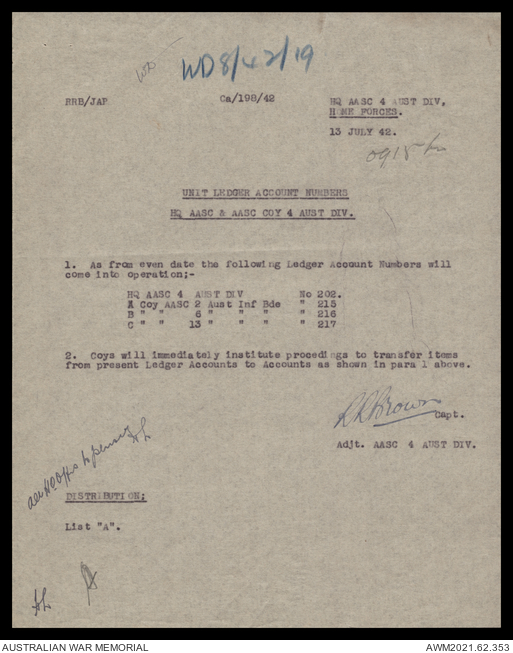 WD8/42/19
RRB/JAP Ca/198/42 HQ AASC 4 AUST DIV,
HOME FORCES.
13 JULY 42.
UNIT LEDGER ACCOUNT NUMBERS
HQ AASC & AASC COY 4 AUST DIV.
1. As from even date the following Ledger Account Numbers will
come into operation;-
HQ AASC 4 AUST DIV No 202.
A Coy AASC 2 Aust Inf Bde " 215
B " " 6 " " " " 216
C " " 13 " " " " 217
2. Coys will immediately institute procedings to transfer items
from present Ledger Accounts to Accounts as shown in para 1 above.
RRBrown Capt.
Adjt. AASC 4 AUST DIV.
DISTRIBUTION;
List "A".
AUSTRALIAN WAR MEMORIAL AWM2021.62.353